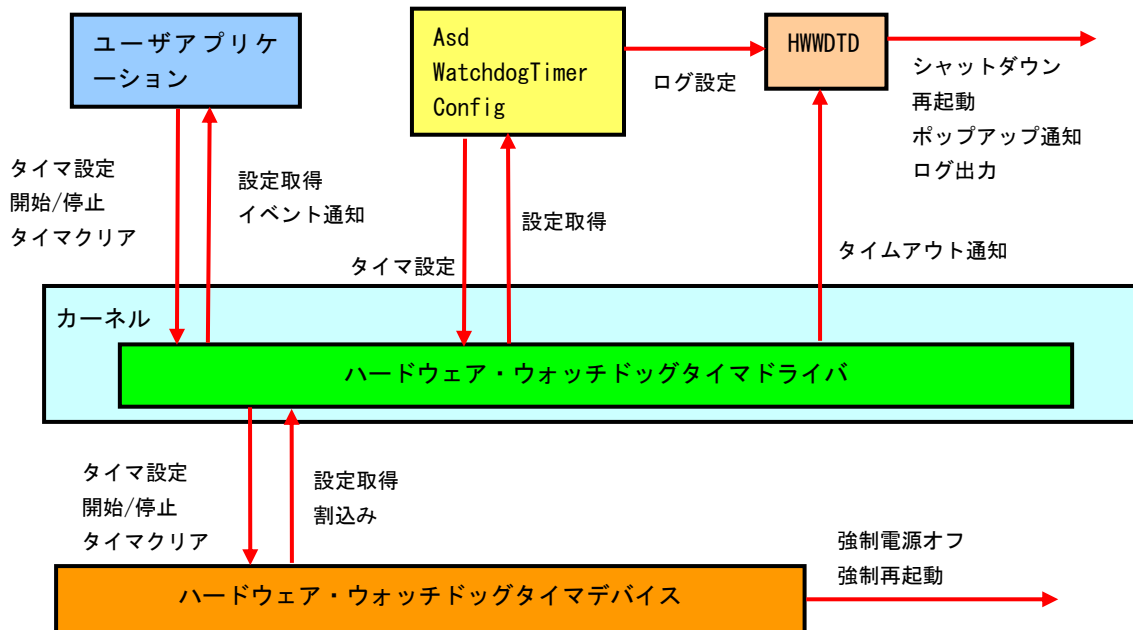 ユーザアプリケ
ーション
Asd
WatchdogTimer
Config
HWWDTD
ログ設定
シャットダウン
再起動
ポップアップ通知
ログ出力
タイマ設定
開始/停止
タイマクリア
設定取得
イベント通知
タイマ設定
設定取得
タイムアウト通知
カーネル
ハードウェア・ウォッチドッグタイマドライバ
タイマ設定
開始/停止
タイマクリア
設定取得
割込み
強制電源オフ
強制再起動
ハードウェア・ウォッチドッグタイマデバイス